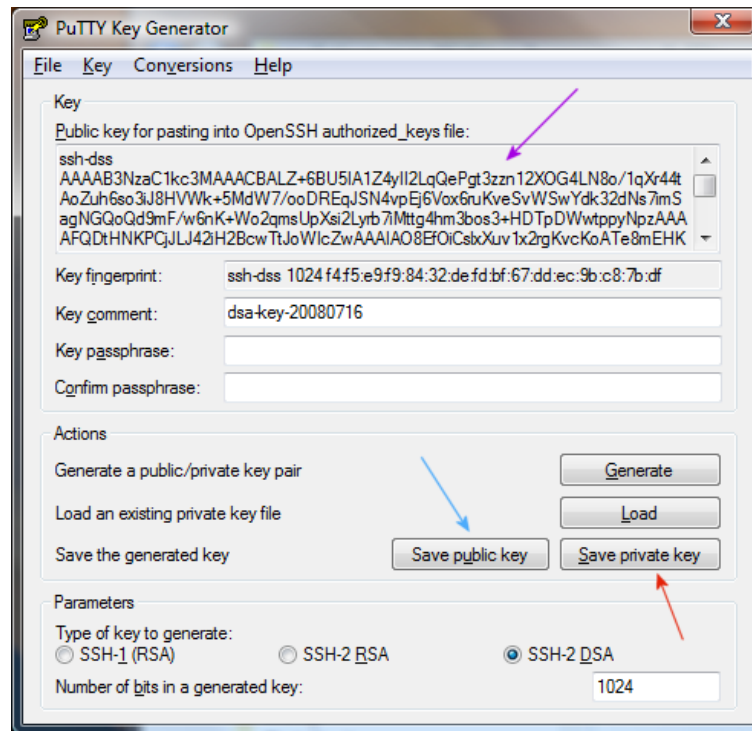 PuTTY Key Generator
File Key Conversions Help
Key
Public key for pasting into OpenSSH authorized_keys file:
ssh-dss
AAAAB3NzaC1kc3MAAACBALZ+6BU5IA1Z4yII2LqQePgt3zzn12XOG4LN8o/1qXr44t
AoZuh6so3iJ8HVWk+5MdW7/ooDREqJSN4vpEj6Vox6ruKveSvWSwYdk32dNs7imS
agNGQoQd9mF/w6nK+Wo2qmsUpXsi2Lyrb7iMttg4hm3bos3+HDTpDWwtppyNpzAAA
AFQDtHNKPCjJLJ42iH2BcwTtJoWIcZwAAAIAO8EfOiCslxXuv1x2rgKvcKoATe8mEHK
Key fingerprint: ssh-dss 1024 f4:f5:e9:f9:84:32:de:fd:bf:67:dd:ec:9b:c8:7b:df
Key comment: dsa-key-20080716
Key passphrase:
Confirm passphrase:
Actions
Generate a public/private key pair Generate
Load an existing private key file Load
Save the generated key Save public key Save private key
Parameters
Type of key to generate:
SSH-1 (RSA) SSH-2 RSA SSH-2 DSA
Number of bits in a generated key: 1024